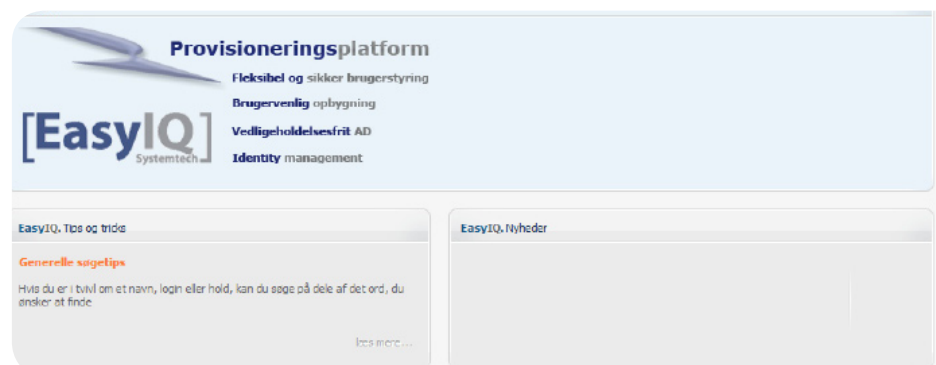 Provisioneringsplatform
Fleksibel og sikker brugerstyring
Brugervenlig opbygning
Vedligeholdelsesfrit AD
Identity management
[EasyIQ]
Systemtech
EasyIQ. Tips og tricks
EasyIQ. Nyheder
Generelle søgetips
Hvis du er i tvivl om et navn, login eller hold, kan du søge på dele af det ord, du
ønsker at finde
læs mere ...